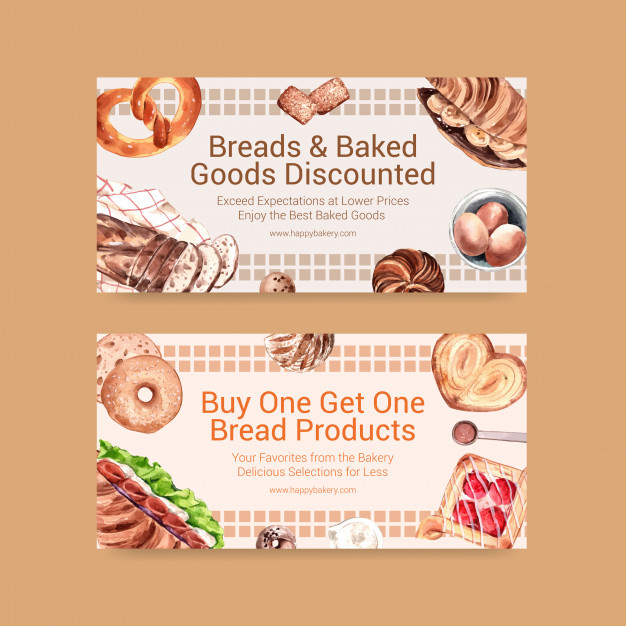 Breads & Baked
Goods Discounted
Exceed Expectations at Lower Prices
Enjoy the Best Baked Goods
www.happybakery.com
Buy One Get One
Bread Products
Your Favorites from the Bakery
Delicious Selections for Less
www.happybakery.com